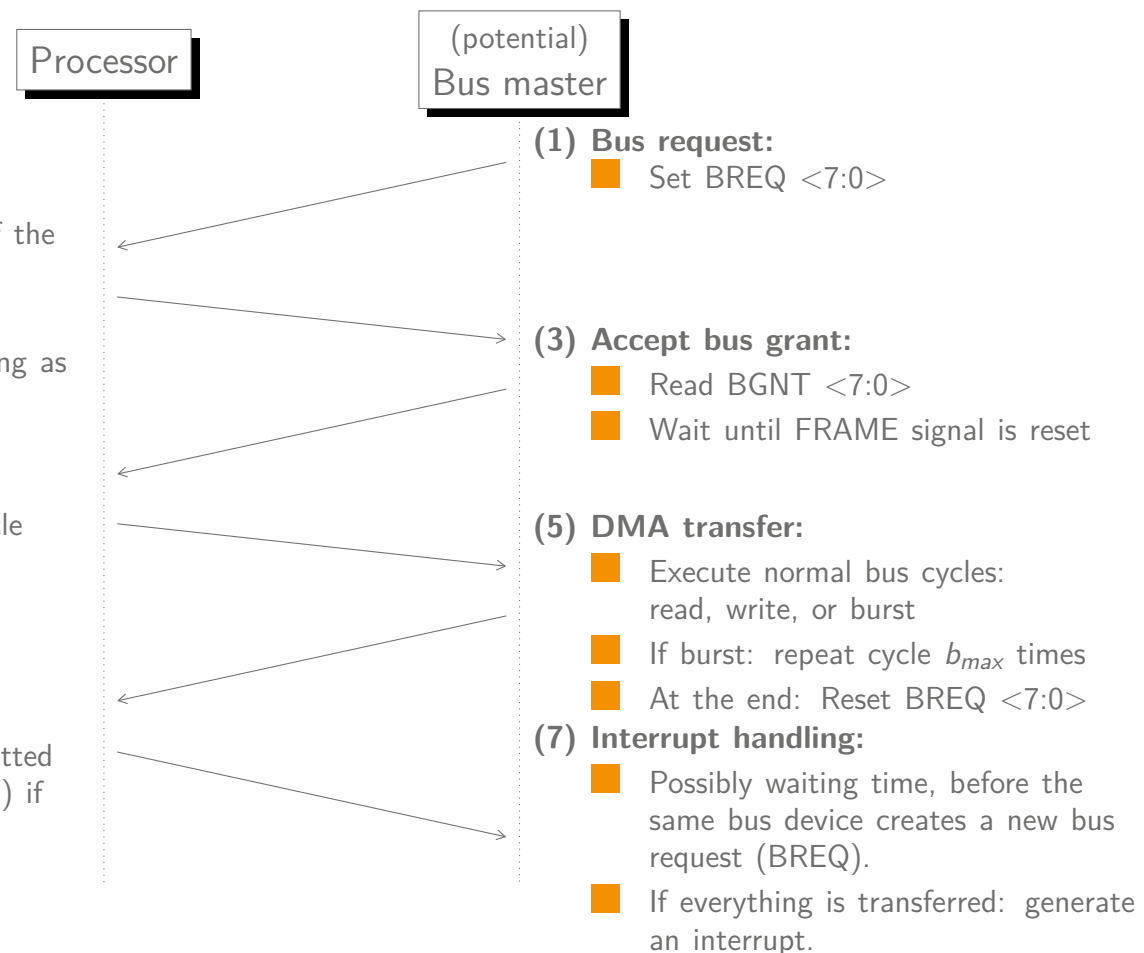 Processor
(potential)
Bus master
(1) Bus request:
Set BREQ <7:0>
the
(3) Accept bus grant:
ng as
Read BGNT <7:0>
Wait until FRAME signal is reset
(5) DMA transfer:
Execute normal bus cycles:
read, write, or burst
If burst: repeat cycle bmax times
At the end: Reset BREQ <7:0>
(7) Interrupt handling:
tted
) if
Possibly waiting time, before the
same bus device creates a new bus
request (BREQ).
If everything is transferred: generate
an interrupt.